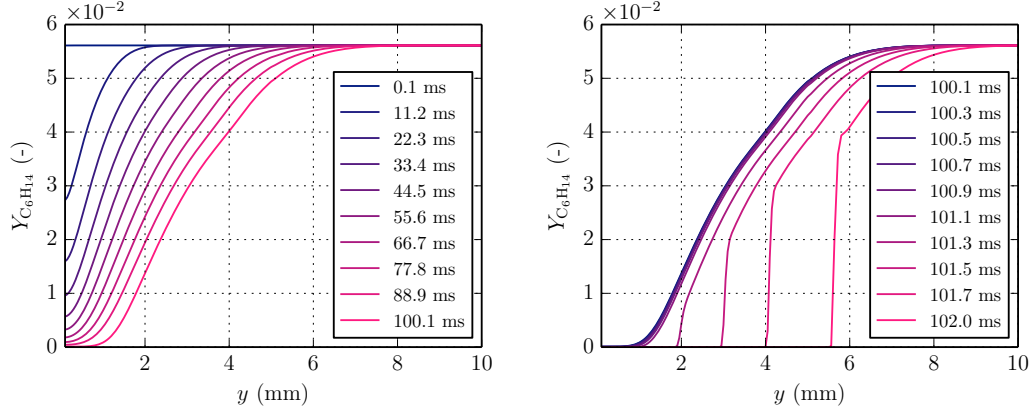 ×10⁻²
6
5
4
3
2
1
0
Y_{C₆H₁₄} (-)
0.1 ms
11.2 ms
22.3 ms
33.4 ms
44.5 ms
55.6 ms
66.7 ms
77.8 ms
88.9 ms
100.1 ms
2 4 6 8 10
y (mm)
×10⁻²
6
5
4
3
2
1
0
Y_{C₆H₁₄} (-)
100.1 ms
100.3 ms
100.5 ms
100.7 ms
100.9 ms
101.1 ms
101.3 ms
101.5 ms
101.7 ms
102.0 ms
2 4 6 8 10
y (mm)